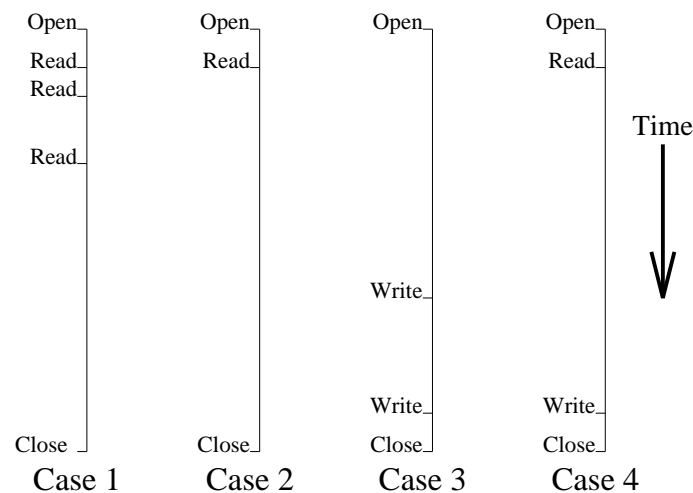 Open
Read
Read
Read
Close
Case 1
Open
Read
Close
Case 2
Open
Write
Write
Close
Case 3
Open
Read
Write
Close
Case 4
Time